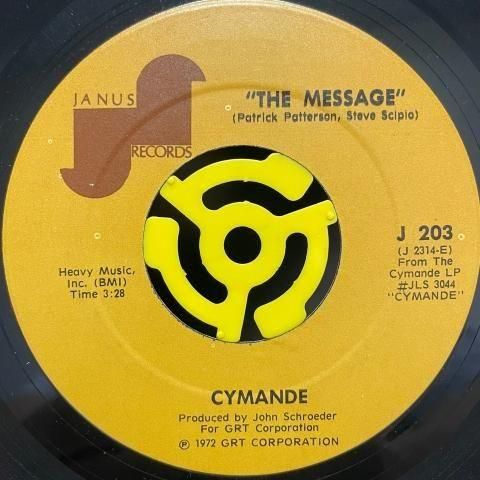 JANUS
RECORDS
"THE MESSAGE"
(Patrick Patterson, Steve Scipio)
J 203
(J 2314-E)
From The
Cymande LP
#JLS 3044
"CYMANDE"
Heavy Music,
Inc. (BMI)
Time 3:28
CYMANDE
Produced by John Schroeder
For GRT Corporation
℗ 1972 GRT CORPORATION